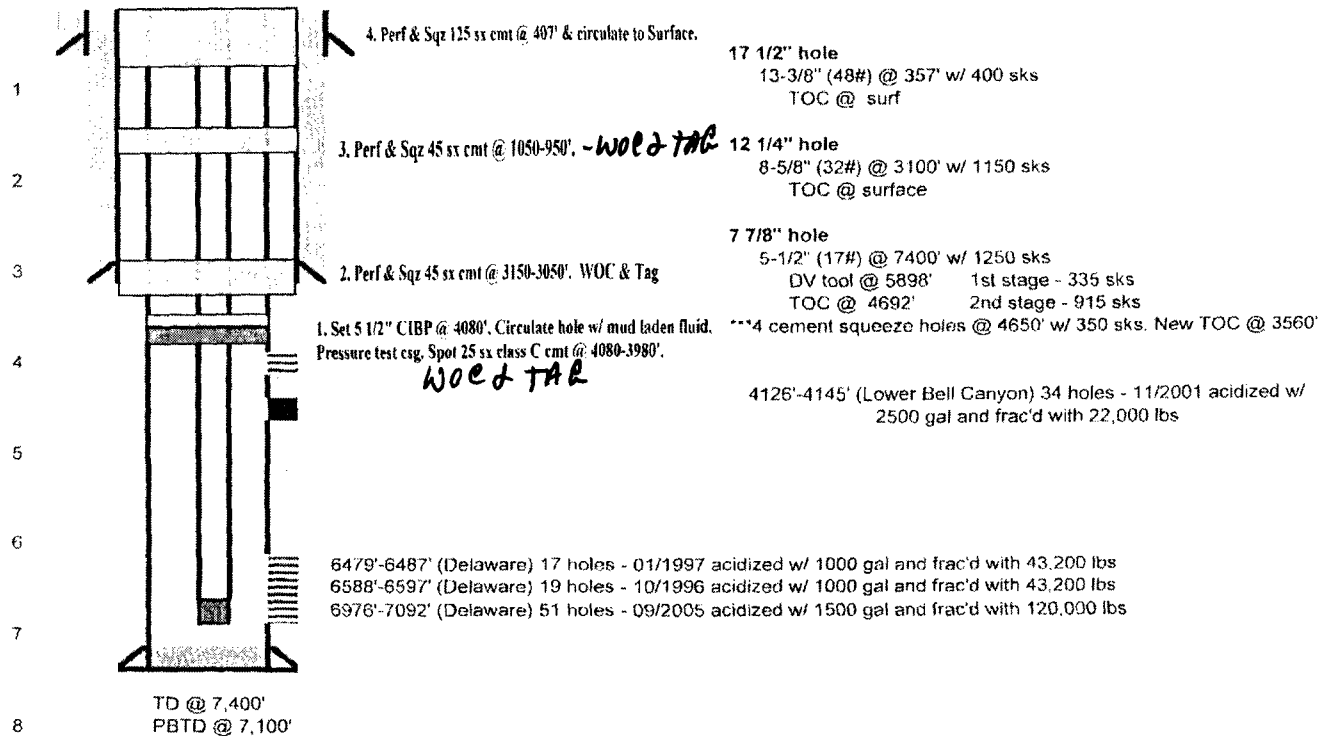 4. Perf & Sqz 125 sx cmt @ 407' & circulate to Surface.
17 1/2" hole
13-3/8" (48#) @ 357' w/ 400 sks
TOC @ surf
1
3. Perf & Sqz 45 sx cmt @ 1050-950'. - WOC & TAG
12 1/4" hole
8-5/8" (32#) @ 3100' w/ 1150 sks
TOC @ surface
2
7 7/8" hole
5-1/2" (17#) @ 7400' w/ 1250 sks
DV tool @ 5898' 1st stage - 335 sks
TOC @ 4692' 2nd stage - 915 sks
3
2. Perf & Sqz 45 sx cmt @ 3150-3050'. WOC & Tag
1. Set 5 1/2" CIBP @ 4080'. Circulate hole w/ mud laden fluid.
Pressure test csg. Spot 25 sx class C cmt @ 4080-3980'.
WOC & TAG
***4 cement squeeze holes @ 4650' w/ 350 sks. New TOC @ 3560'
4
4126'-4145' (Lower Bell Canyon) 34 holes - 11/2001 acidized w/
2500 gal and frac'd with 22,000 lbs
5
6
6479'-6487' (Delaware) 17 holes - 01/1997 acidized w/ 1000 gal and frac'd with 43,200 lbs
6588'-6597' (Delaware) 19 holes - 10/1996 acidized w/ 1000 gal and frac'd with 43,200 lbs
6976'-7092' (Delaware) 51 holes - 09/2005 acidized w/ 1500 gal and frac'd with 120,000 lbs
7
TD @ 7,400'
PBTD @ 7,100'
8